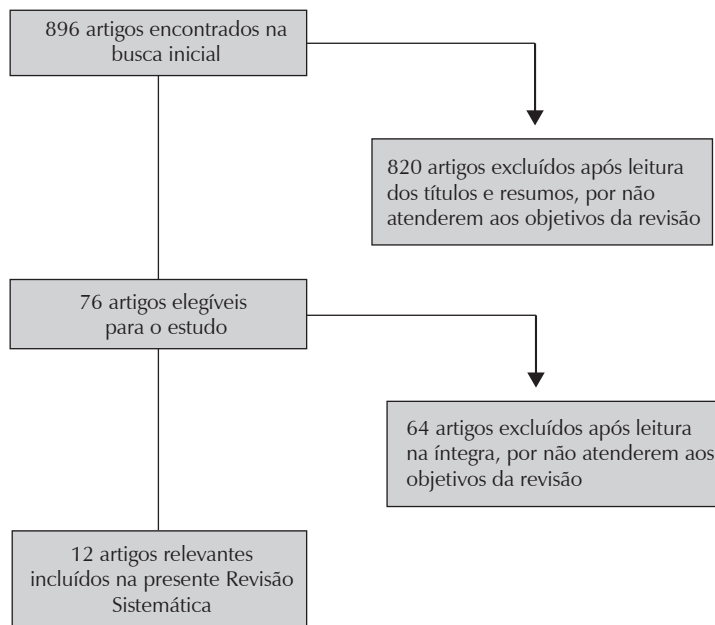 896 artigos encontrados na
busca inicial
820 artigos excluídos após leitura
dos títulos e resumos, por não
atenderem aos objetivos da revisão
76 artigos elegíveis
para o estudo
64 artigos excluídos após leitura
na íntegra, por não atenderem aos
objetivos da revisão
12 artigos relevantes
incluídos na presente Revisão
Sistemática